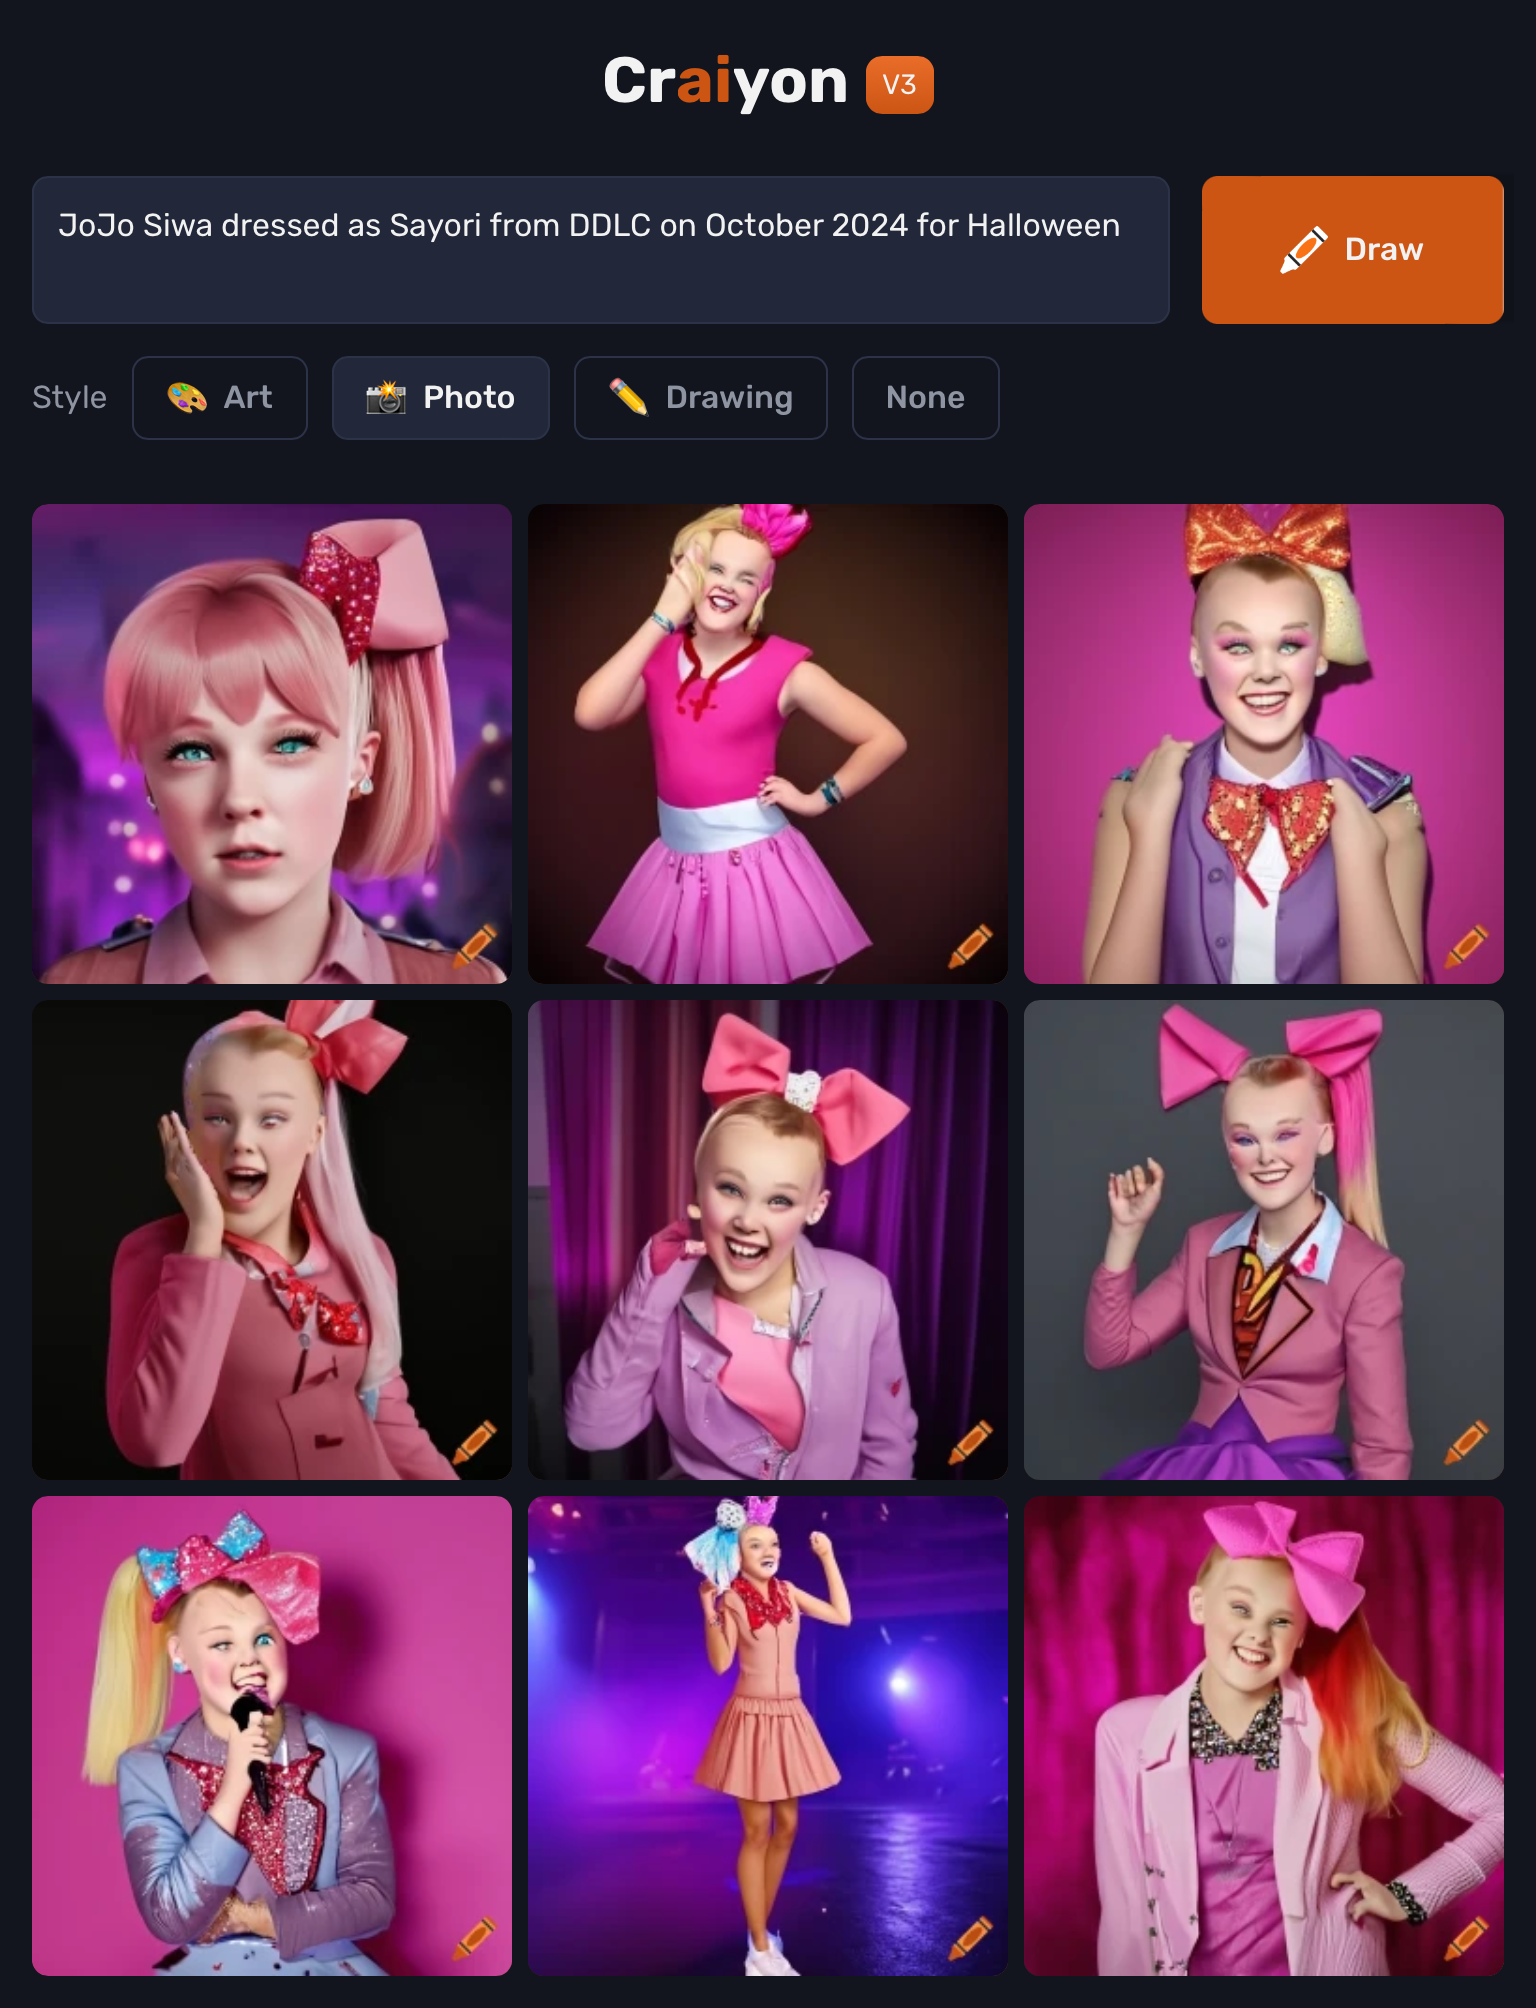 Craiyon V3
JoJo Siwa dressed as Sayori from DDLC on October 2024 for Halloween
Draw
Style
Art
Photo
Drawing
None